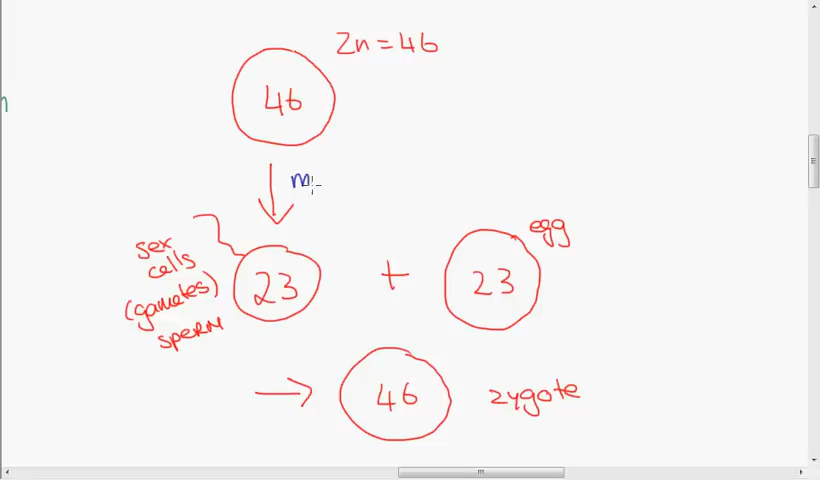 2n = 46
46
sex
cells
(gametes)
sperm
23
+
23
egg
46
zygote